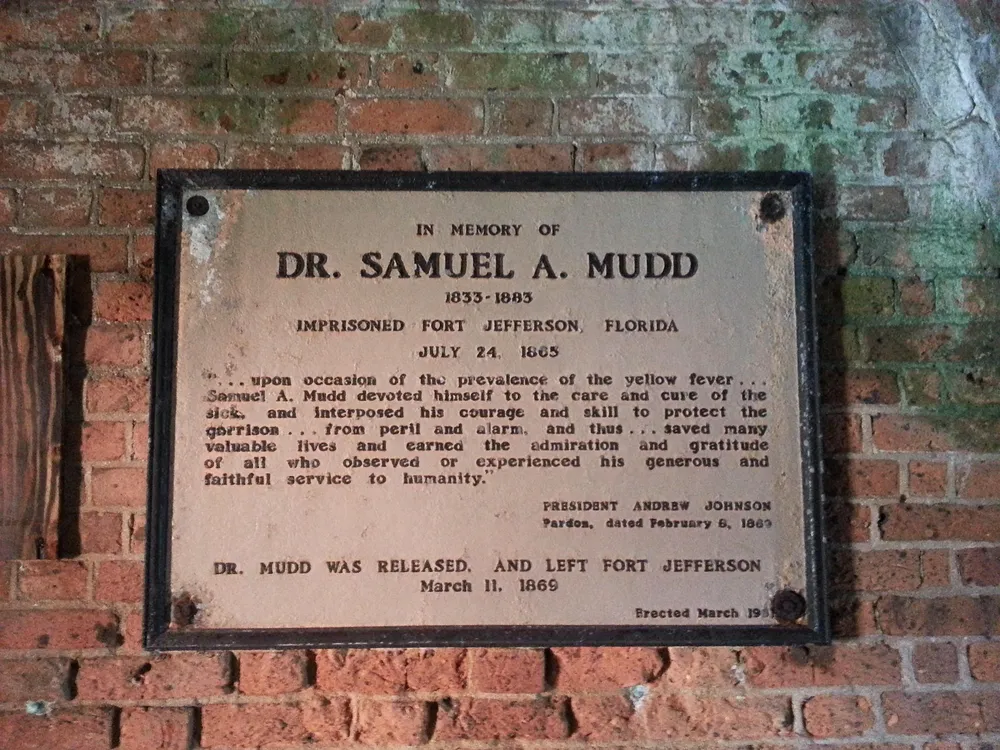 IN MEMORY OF
DR. SAMUEL A. MUDD
1833-1883
IMPRISONED FORT JEFFERSON, FLORIDA
JULY 24, 1865
"... upon occasion of the prevalence of the yellow fever...
Samuel A. Mudd devoted himself to the care and cure of the
sick, and interposed his courage and skill to protect the
garrison... from peril and alarm, and thus... saved many
valuable lives and earned the admiration and gratitude
of all who observed or experienced his generous and
faithful service to humanity."
PRESIDENT ANDREW JOHNSON
Pardon, dated February 8, 1869
DR. MUDD WAS RELEASED, AND LEFT FORT JEFFERSON
March 11, 1869
Erected March